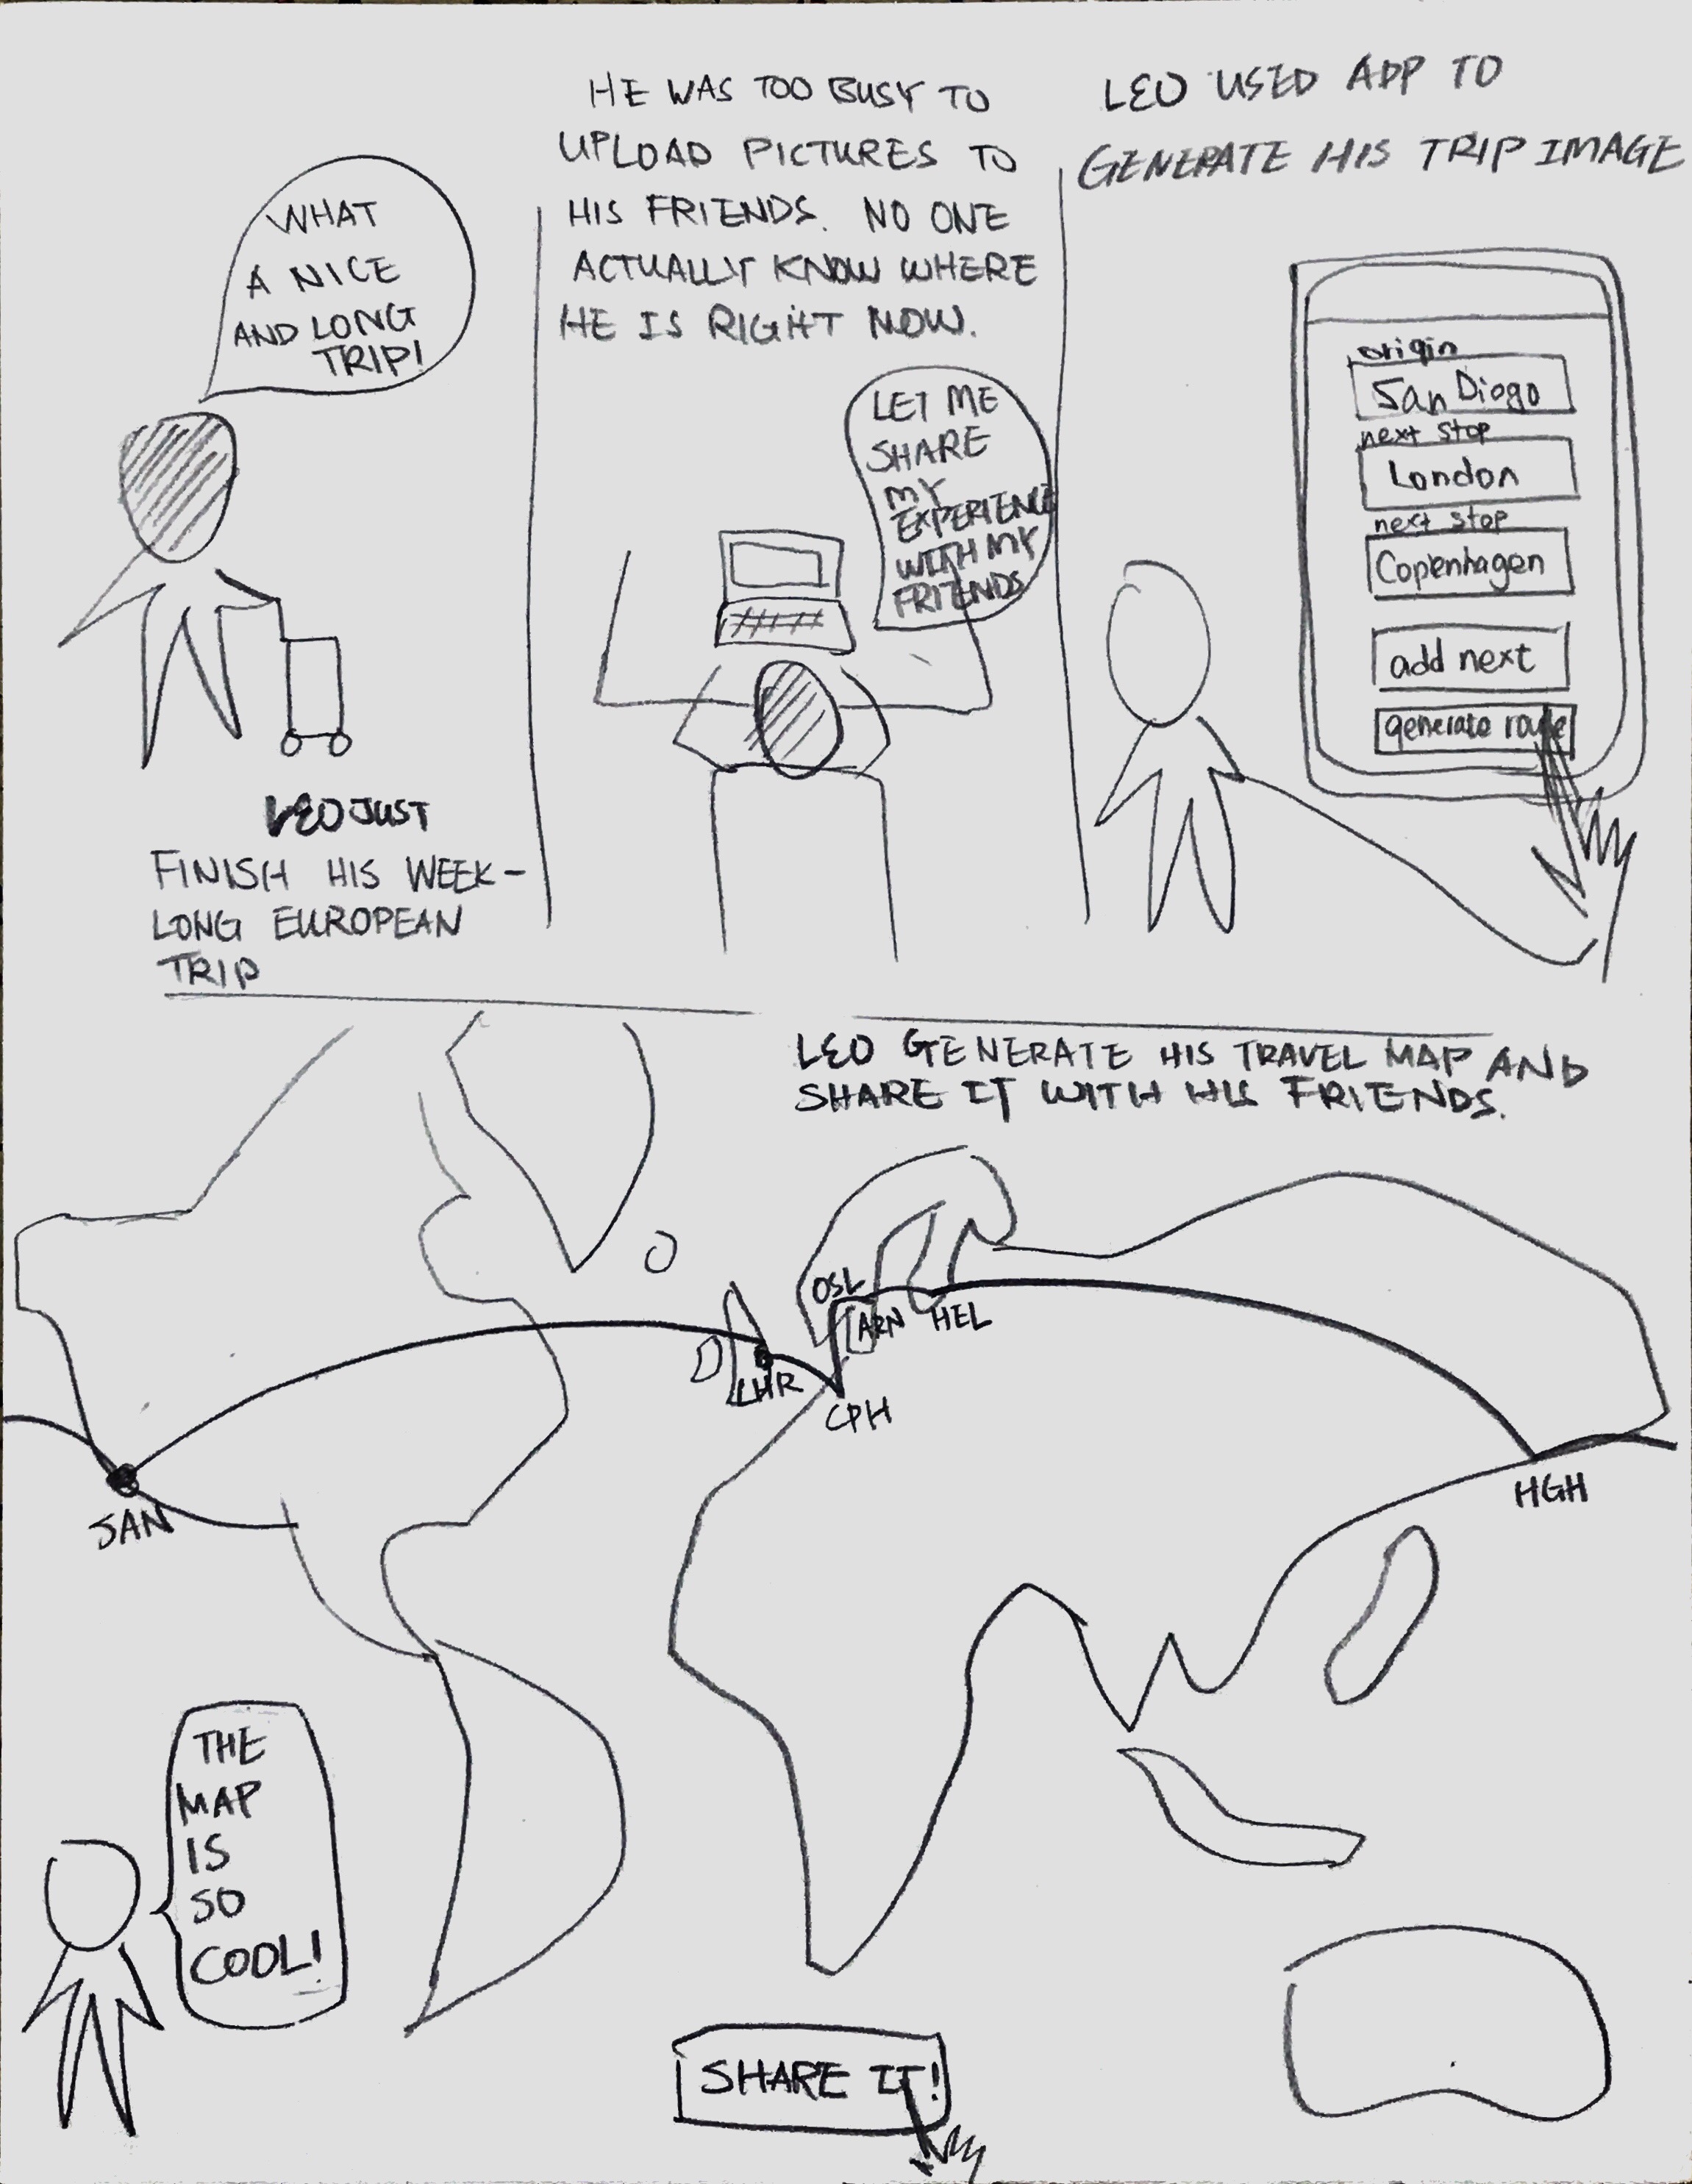 WHAT
A NICE
AND LONG
TRIP!
LEO JUST
FINISH HIS WEEK-
LONG EUROPEAN
TRIP
HE WAS TOO BUSY TO
UPLOAD PICTURES TO
HIS FRIENDS. NO ONE
ACTUALLY KNOW WHERE
HE IS RIGHT NOW.
LET ME
SHARE
MY
EXPERIENCE
WITH MY
FRIENDS
LEO USED APP TO
GENERATE HIS TRIP IMAGE
origin
San Diogo
next stop
London
next stop
Copenhagen
add next
generate route
LEO GENERATE HIS TRAVEL MAP AND
SHARE IT WITH HIS FRIENDS.
OSL
ARN HEL
LHR
CPH
HGH
SAN
THE
MAP
IS
SO
COOL!
SHARE IT!